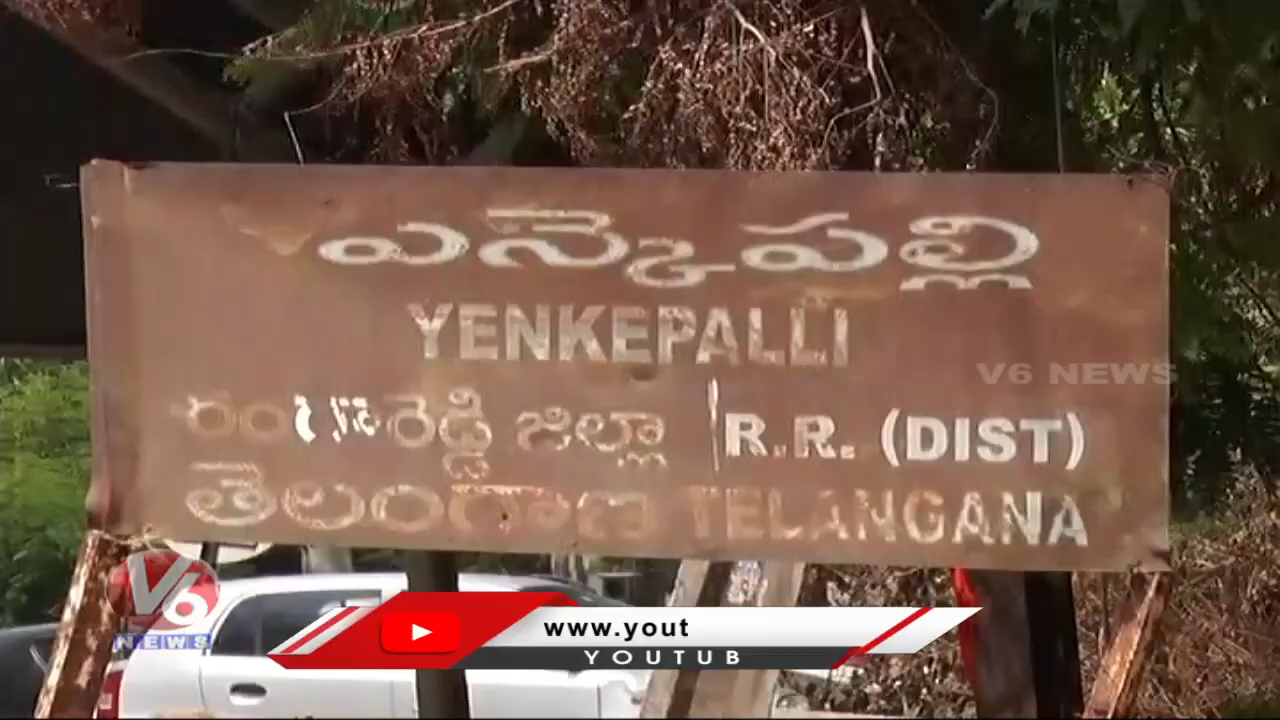 ఎన్కెపల్లి
YENKEPALLI
V6 NEWS
రంగారెడ్డి జిల్లా R.R. (DIST)
తెలంగాణ TELANGANA
V6
NEWS
www.yout
YOUTUB